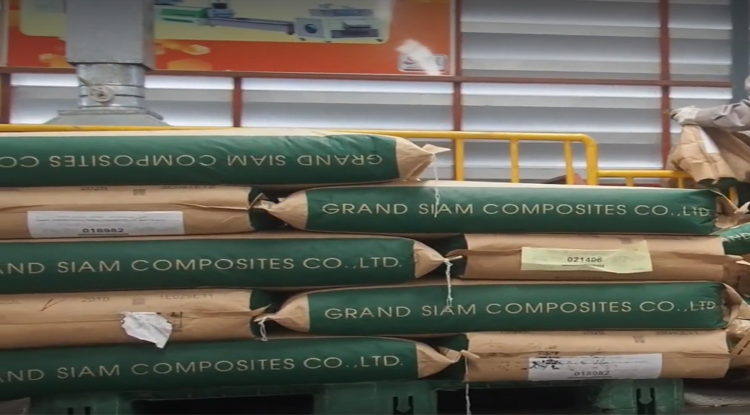 GRAND SIAM COMPOSITES CO
018982
GRAND SIAM COMPOSITES CO.,LTD
AND SIAM COMPOSITES CO.,LTD.
021406
GRAND SIAM COMPOSITES CO.,LTD
AND SIAM COMPOSITES CO.,LTD.
018982